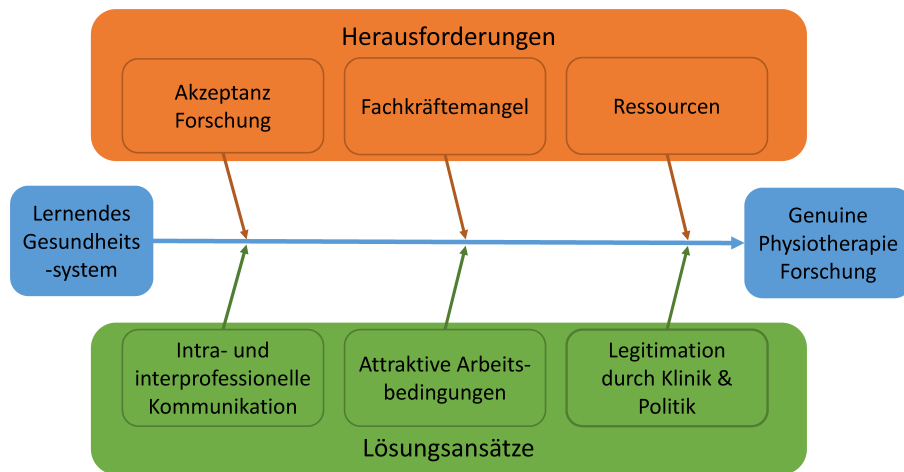 Herausforderungen
Akzeptanz
Forschung
Fachkräftemangel
Ressourcen
Lernendes
Gesundheits
-system
Genuine
Physiotherapie
Forschung
Intra- und
interprofessionelle
Kommunikation
Attraktive Arbeits-
bedingungen
Legitimation
durch Klinik &
Politik
Lösungsansätze